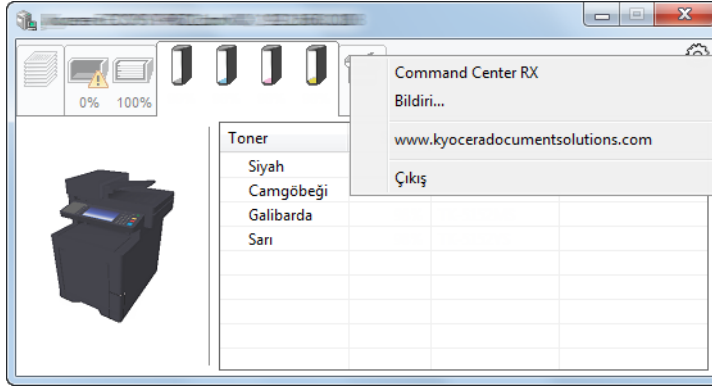 0% 100%
Command Center RX
Bildiri...
www.kyoceradocumentsolutions.com
Çıkış
Toner
Siyah
Camgöbeği
Galibarda
Sarı